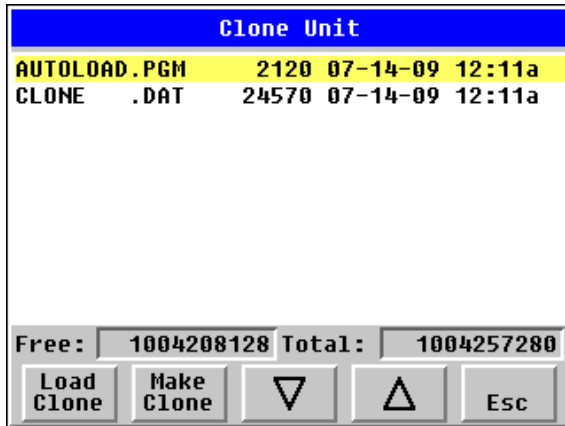 Clone Unit
AUTOLOAD.PGM 2120 07-14-09 12:11a
CLONE .DAT 24570 07-14-09 12:11a
Free: 1004208128 Total: 1004257280
Load Clone Make Clone Esc